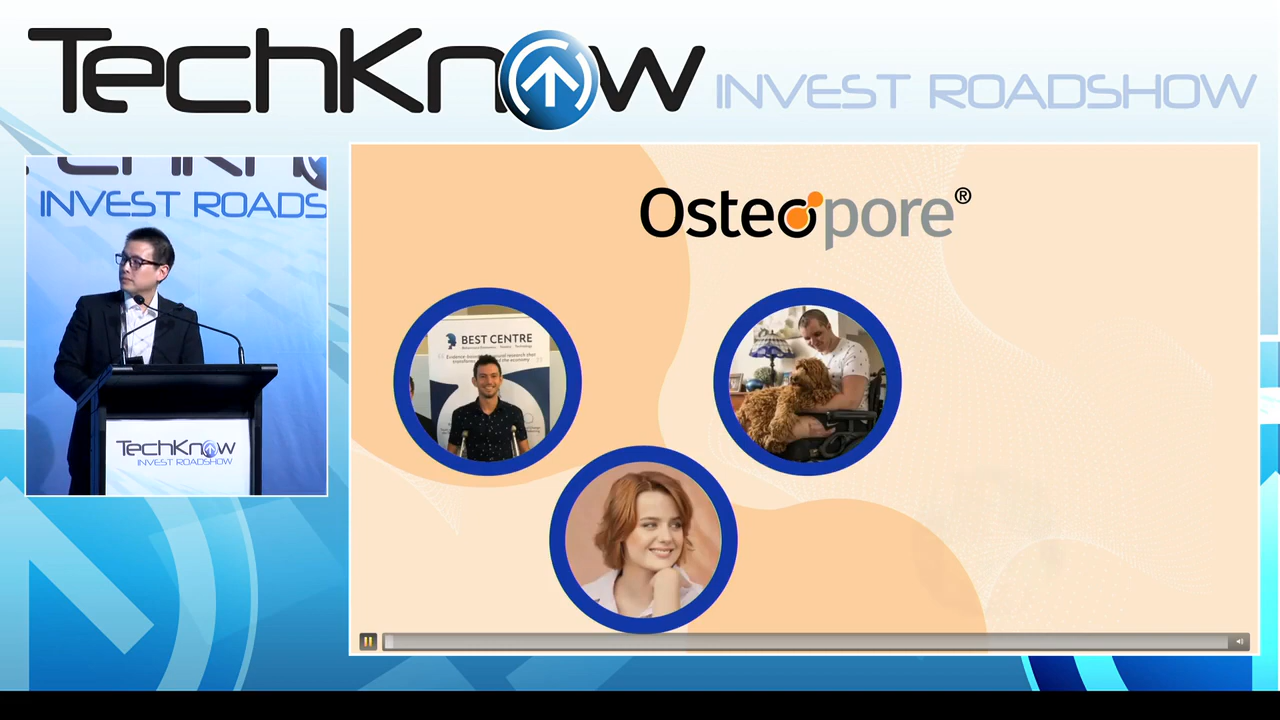 TechKnow INVEST ROADSHOW
INVEST ROADS
Osteopore®
BEST CENTRE
TechKnow
INVEST ROADSHOW